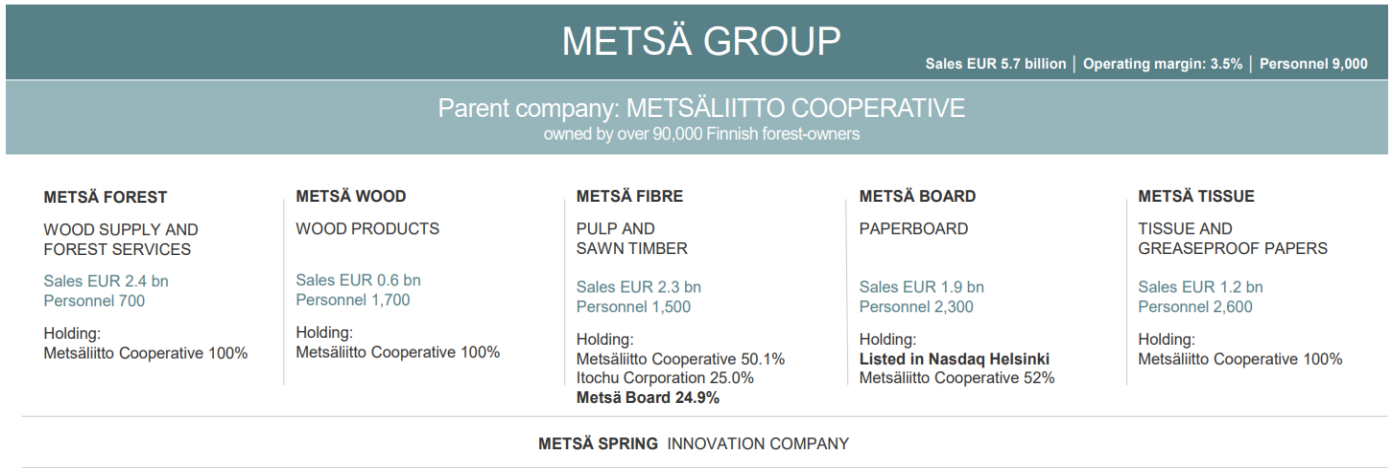 METSÄ GROUP
Sales EUR 5.7 billion | Operating margin: 3.5% | Personnel 9,000
Parent company: METSÄLIITTO COOPERATIVE
owned by over 90,000 Finnish forest-owners
METSÄ FOREST
WOOD SUPPLY AND
FOREST SERVICES
Sales EUR 2.4 bn
Personnel 700
Holding:
Metsäliitto Cooperative 100%
METSÄ WOOD
WOOD PRODUCTS
Sales EUR 0.6 bn
Personnel 1,700
Holding:
Metsäliitto Cooperative 100%
METSÄ FIBRE
PULP AND
SAWN TIMBER
Sales EUR 2.3 bn
Personnel 1,500
Holding:
Metsäliitto Cooperative 50.1%
Itochu Corporation 25.0%
Metsä Board 24.9%
METSÄ BOARD
PAPERBOARD
Sales EUR 1.9 bn
Personnel 2,300
Holding:
Listed in Nasdaq Helsinki
Metsäliitto Cooperative 52%
METSÄ TISSUE
TISSUE AND
GREASEPROOF PAPERS
Sales EUR 1.2 bn
Personnel 2,600
Holding:
Metsäliitto Cooperative 100%
METSÄ SPRING INNOVATION COMPANY